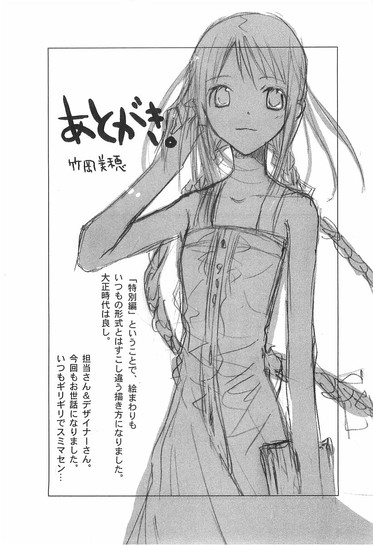 あとがき。
竹岡美穂
「特別編」ということで、絵まわりも
いつもの形式とはすこし違う描き方になりました。
大正時代は良し。
担当さん＆デザイナーさん。
今回もお世話になりました。
いつもギリギリでスミマセン…